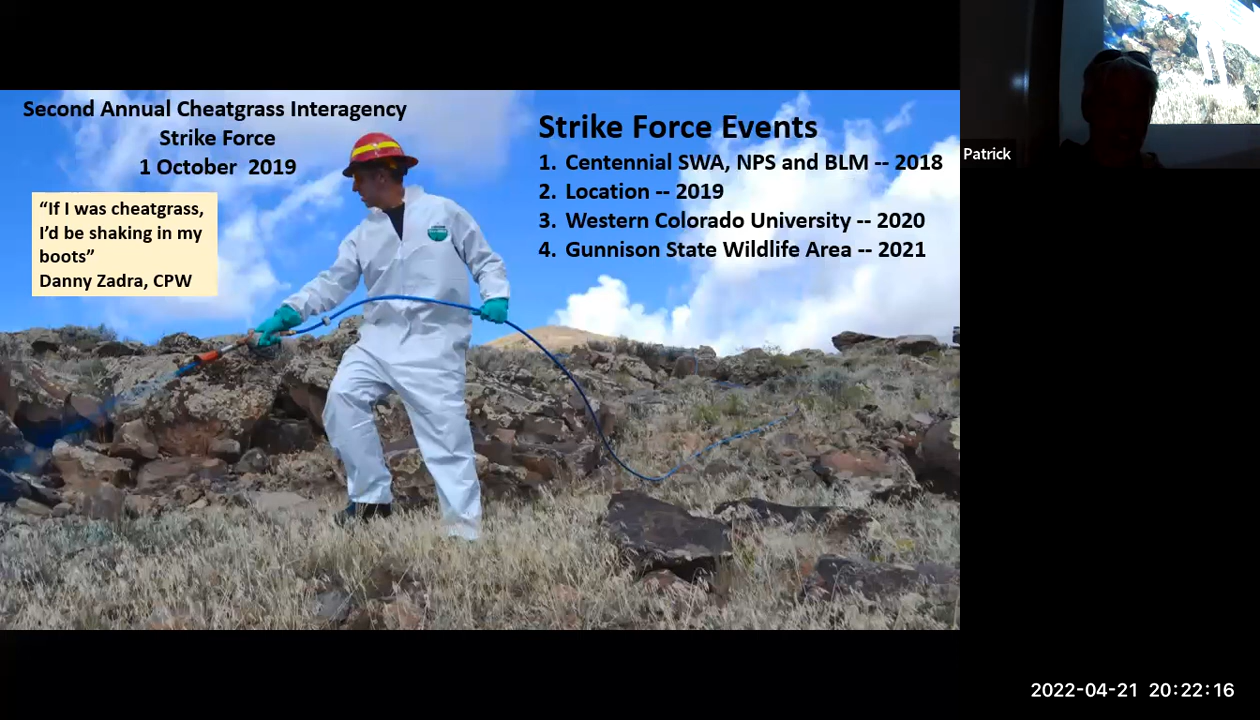 Second Annual Cheatgrass Interagency
Strike Force
1 October 2019
“If I was cheatgrass,
I’d be shaking in my
boots”
Danny Zadra, CPW
Strike Force Events
1. Centennial SWA, NPS and BLM -- 2018
2. Location -- 2019
3. Western Colorado University -- 2020
4. Gunnison State Wildlife Area -- 2021
Patrick
2022-04-21 20:22:16